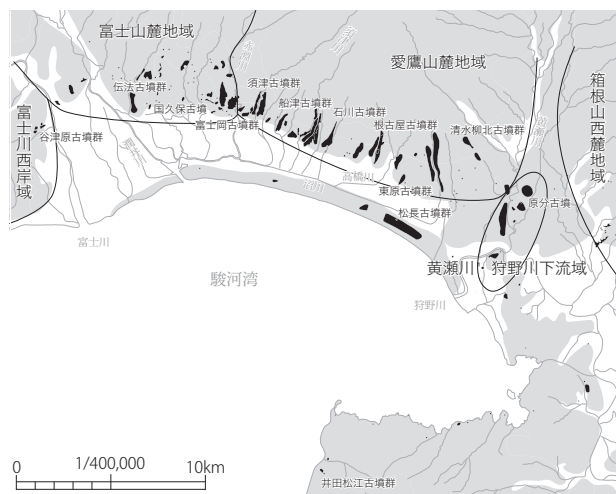 富士山麓地域
愛鷹山麓地域
箱根山西麓地域
富士川西岸域
伝法古墳群
須津古墳群
国久保古墳
船津古墳群
石川古墳群
富士岡古墳群
根古屋古墳群
清水柳北古墳群
谷津原古墳群
高橋川
東原古墳群
原分古墳
松長古墳群
沼川
富士川
黄瀬川
黄瀬川・狩野川下流域
駿河湾
狩野川
1/400,000
0 10km
井田松江古墳群